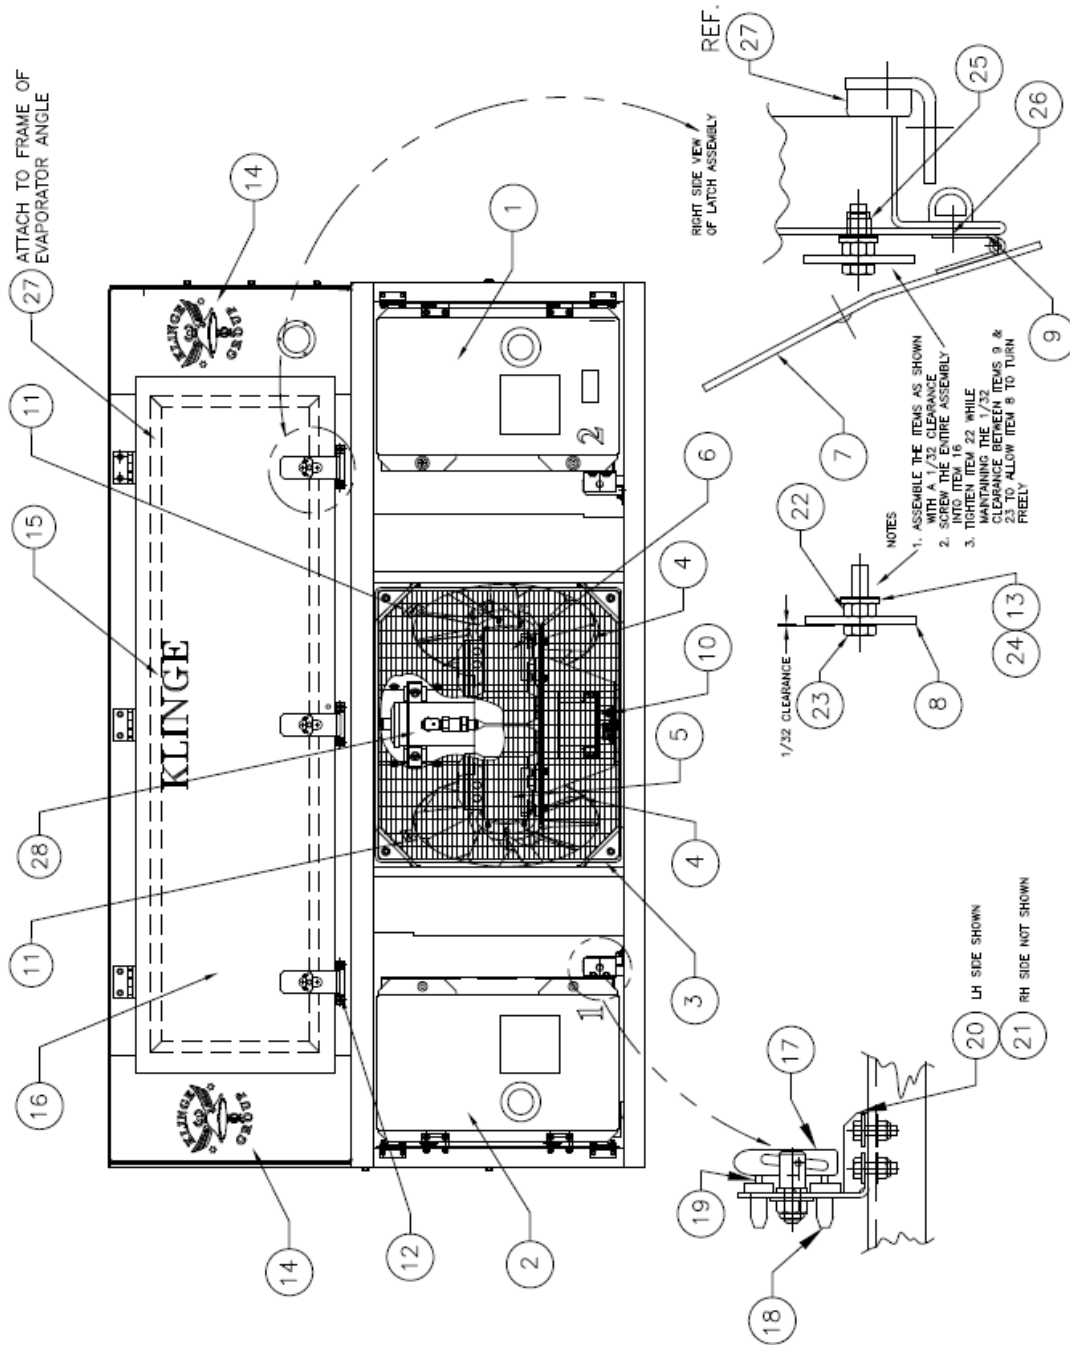 ATTACH TO FRAME OF
EVAPORATOR ANGLE
27
14
11
15
KLINGE
GROUP
KLINGE
28
11
16
KLINGE
GROUP
14
1
2
6
4
10
5
4
3
1
12
2
RIGHT SIDE VIEW
OF LATCH ASSEMBLY
REF.
27
25
26
9
7
NOTES
1. ASSEMBLE THE ITEMS AS SHOWN
WITH A 1/32 CLEARANCE
2. SCREW THE ENTIRE ASSEMBLY
INTO ITEM 16
3. TIGHTEN ITEM 22 WHILE
MAINTAINING THE 1/32
CLEARANCE BETWEEN ITEMS 9 &
23 TO ALLOW ITEM 8 TO TURN
FREELY
22
1/32 CLEARANCE
23
13
24
8
17
20 LH SIDE SHOWN
21 RH SIDE NOT SHOWN
19
18